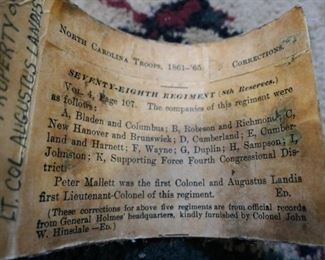 PROPERTY OF
LT. COL. AUGUSTUS LANDIS
NORTH CAROLINA TROOPS, 1861-'65. CORRECTIONS.
SEVENTY-EIGHTH REGIMENT (8th Reserves.)
Vol. 4, Page 107. The companies of this regiment were
as follows:
A, Bladen and Columbus; B, Robeson and Richmond; C,
New Hanover and Brunswick; D, Cumberland; E, Cumber-
land and Harnett; F, Wayne; G, Duplin; H, Sampson; I,
Johnston; K, Supporting Force Fourth Congressional Dis-
trict.
Peter Mallett was the first Colonel and Augustus Landis
first Lieutenant-Colonel of this regiment. ED.
(These corrections for above five regiments are from official records
from General Holmes' headquarters, kindly furnished by Colonel John
W. Hinsdale—ED.)